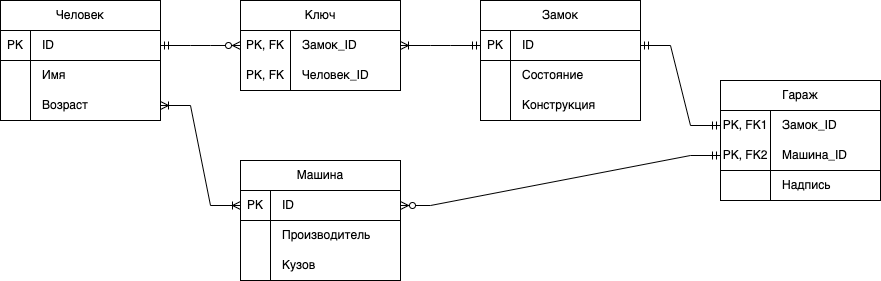 Человек
PK ID
Имя
Возраст
Ключ
PK, FK Замок_ID
PK, FK Человек_ID
Замок
PK ID
Состояние
Конструкция
Гараж
PK, FK1 Замок_ID
PK, FK2 Машина_ID
Надпись
Машина
PK ID
Производитель
Кузов